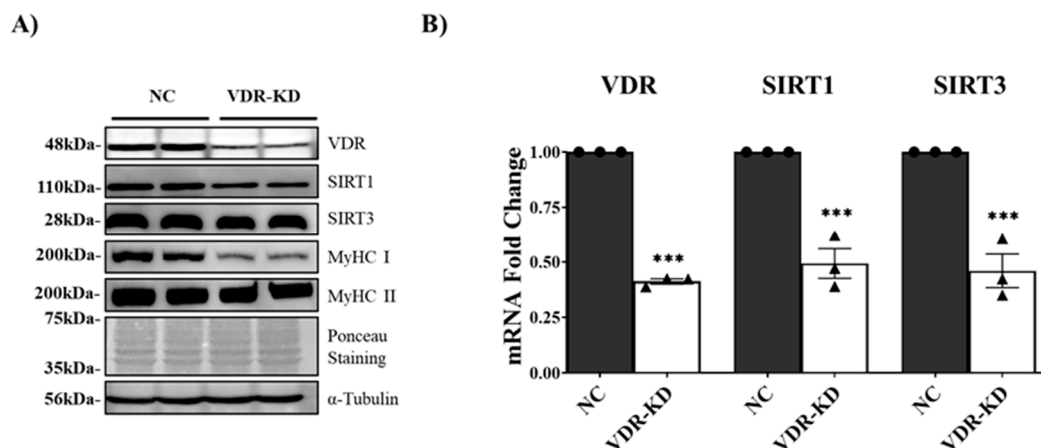 A)
NC VDR-KD
48kDa- VDR
110kDa- SIRT1
28kDa- SIRT3
200kDa- MyHC I
200kDa- MyHC II
75kDa-
Ponceau
Staining
35kDa-
56kDa- α-Tubulin
B)
VDR SIRT1 SIRT3
mRNA Fold Change
1.00
0.75
0.50
0.25
0.00
***
***
***
NC VDR-KD NC VDR-KD NC VDR-KD